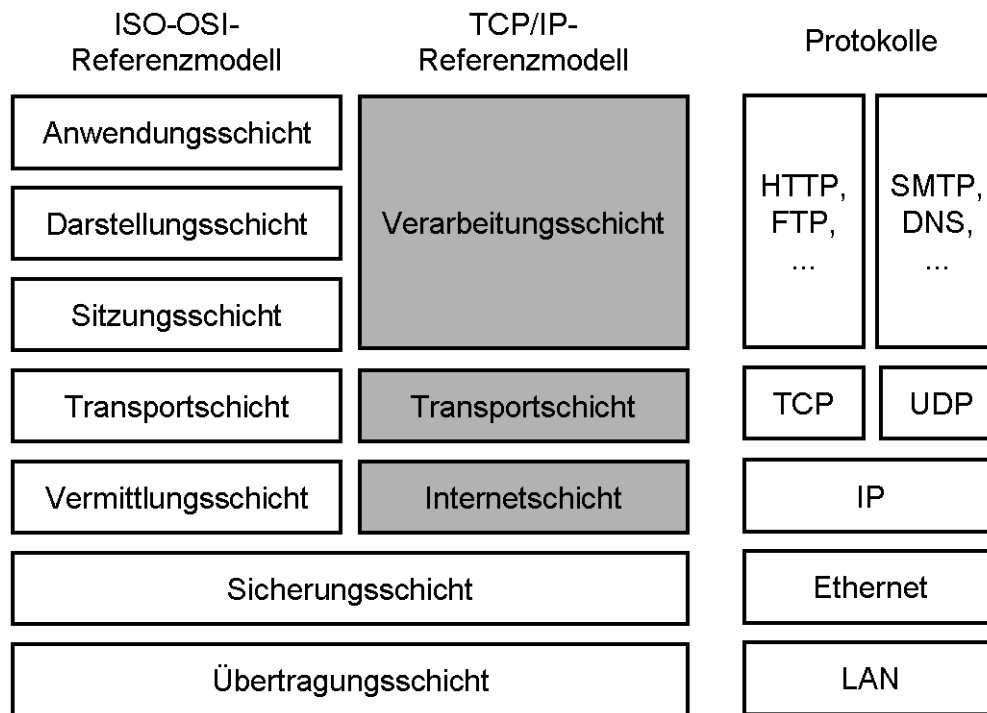 ISO-OSI-
Referenzmodell
TCP/IP-
Referenzmodell
Protokolle
Anwendungsschicht
Darstellungsschicht
Sitzungsschicht
Verarbeitungsschicht
HTTP,
FTP,
...
SMTP,
DNS,
...
Transportschicht
Transportschicht
TCP
UDP
Vermittlungsschicht
Internetschicht
IP
Sicherungsschicht
Ethernet
Übertragungsschicht
LAN